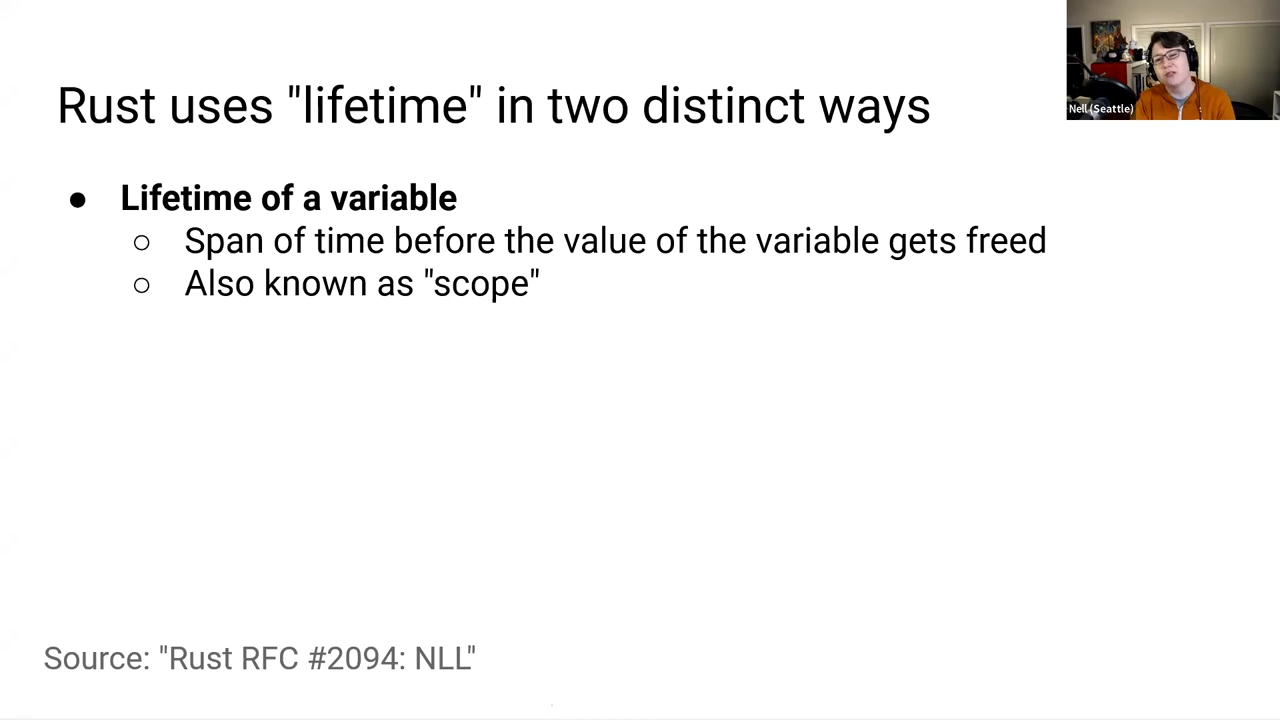 Rust uses "lifetime" in two distinct ways
Nell (Seattle)
● Lifetime of a variable
○ Span of time before the value of the variable gets freed
○ Also known as "scope"
Source: "Rust RFC #2094: NLL"